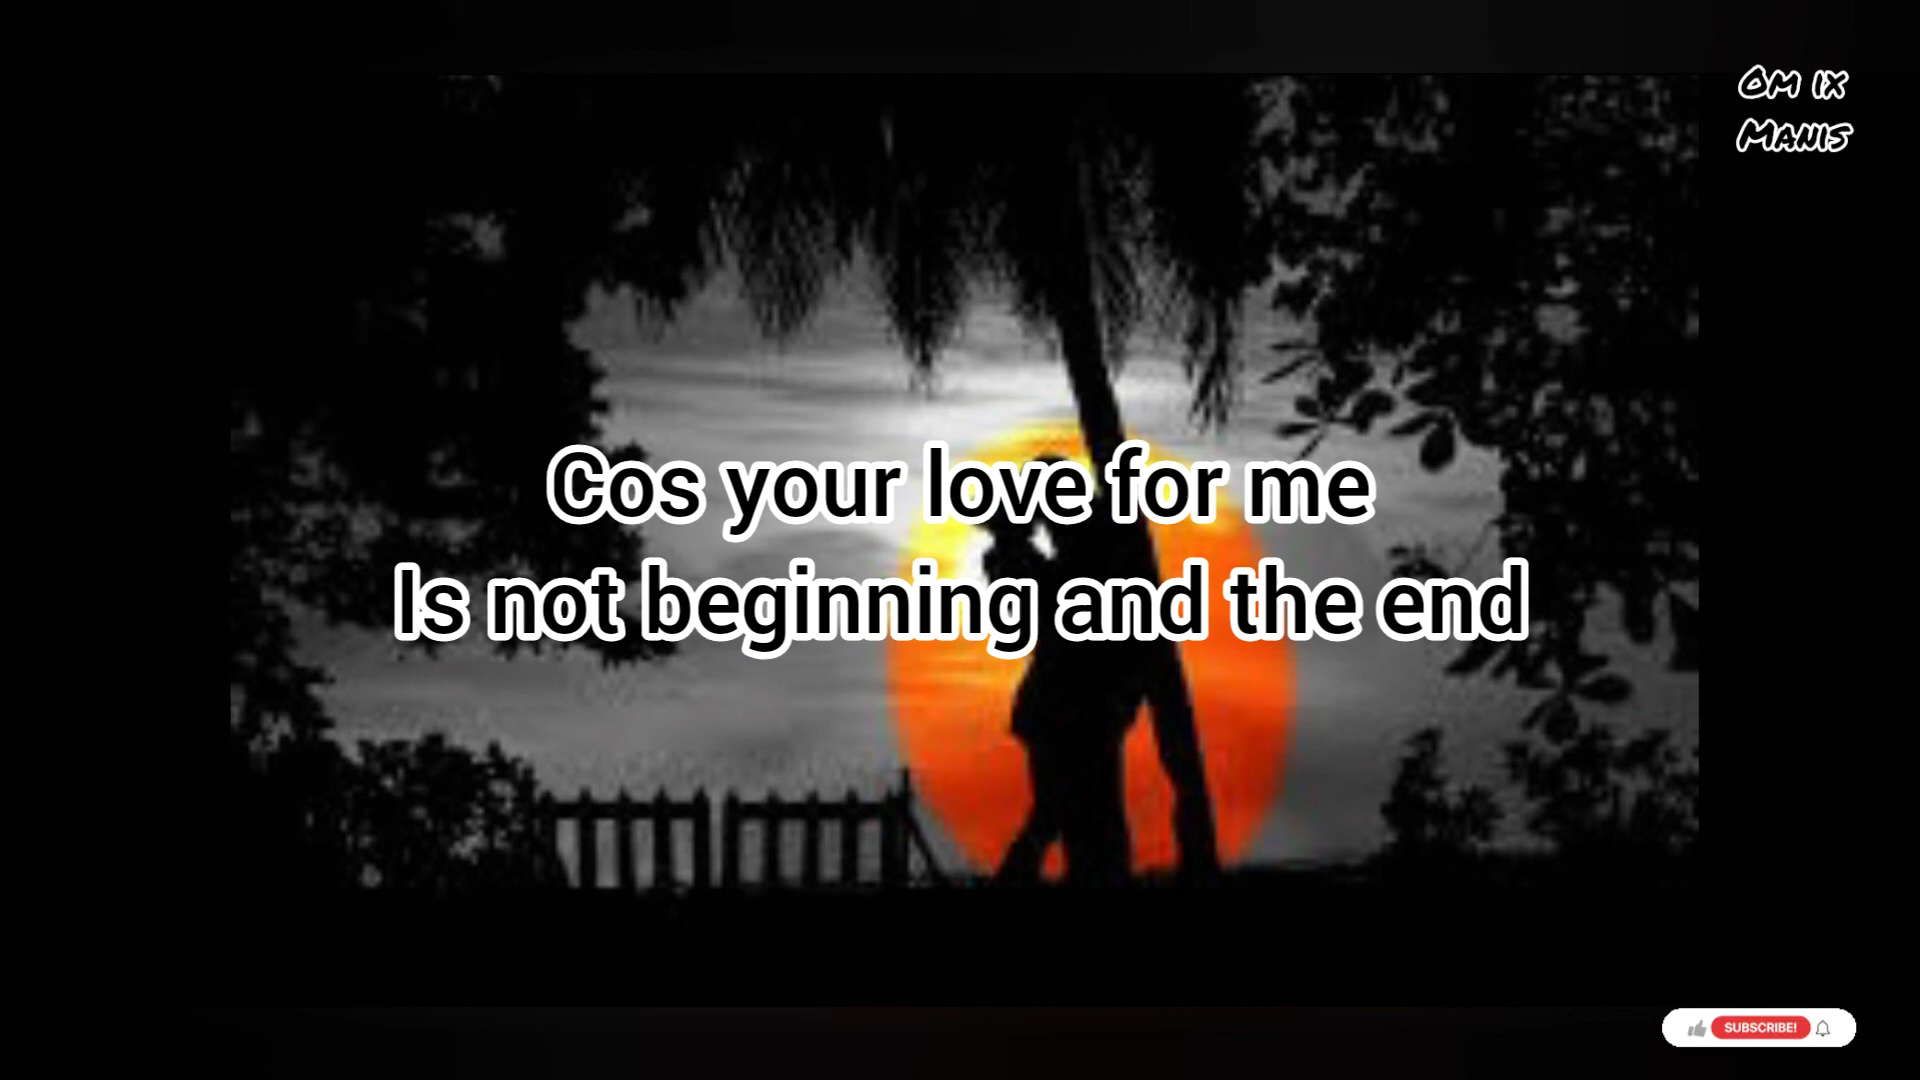 Om ix
Manis
Cos your love for me
Is not beginning and the end
SUBSCRIBE!